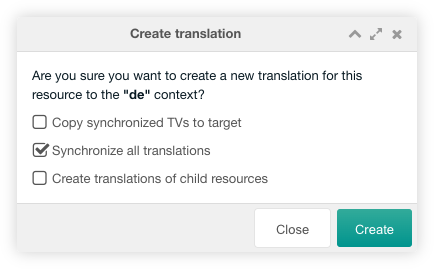 Create translation
Are you sure you want to create a new translation for this
resource to the "de" context?
Copy synchronized TVs to target
Synchronize all translations
Create translations of child resources
Close
Create